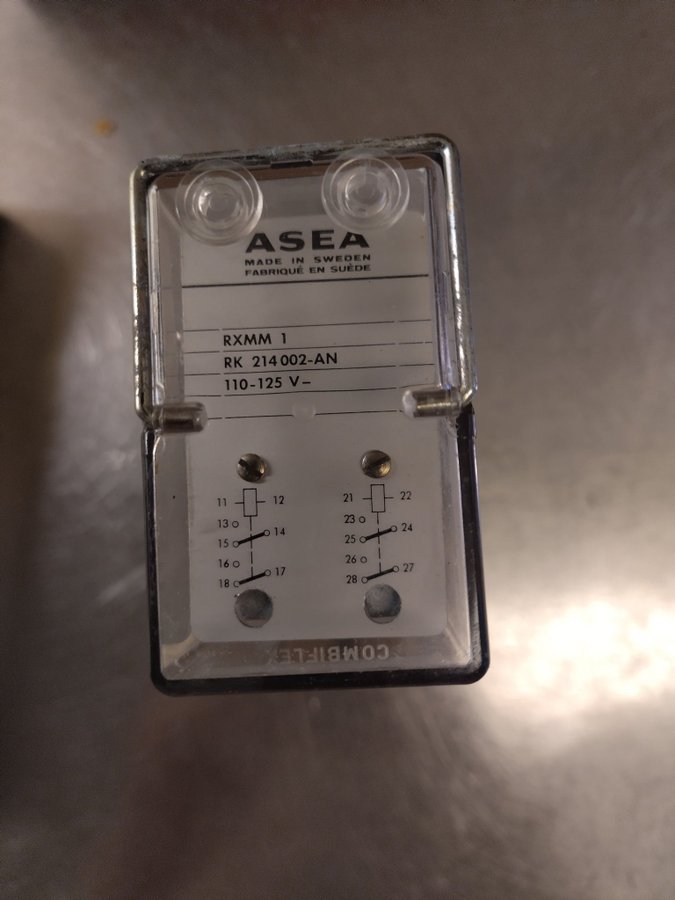 ASEA
MADE IN SWEDEN
FABRIQUÉ EN SUÈDE
RXMM 1
RK 214 002-AN
110-125 V–
11 12
13
14
15
16
17
18
21 22
23
24
25
26
27
28
COMBIFLEX